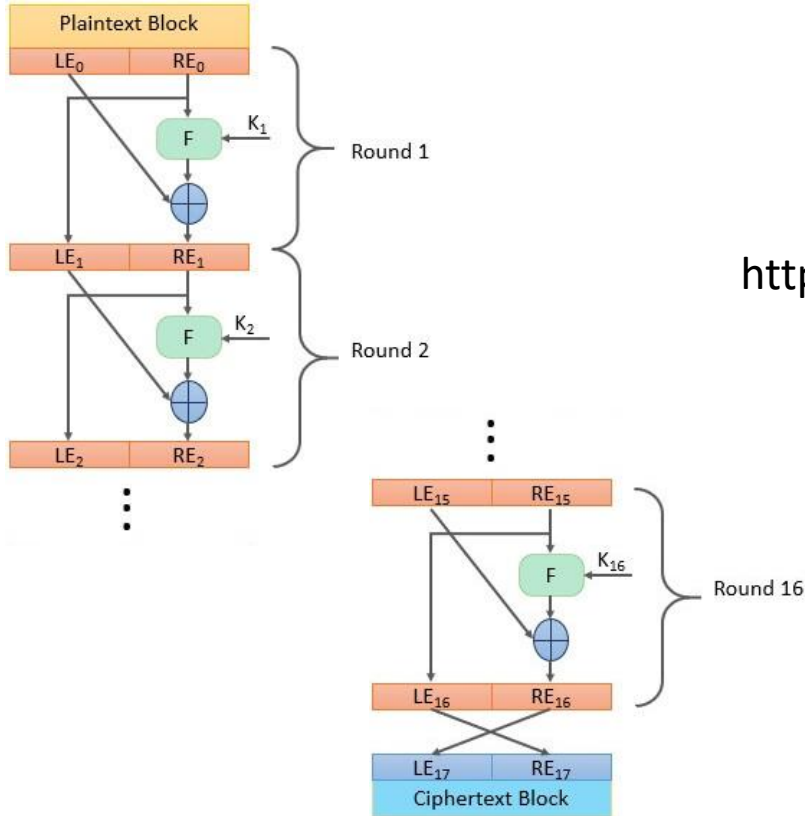 Plaintext Block
LE₀ RE₀
K₁
F
Round 1
LE₁ RE₁
http
K₂
F
Round 2
LE₂ RE₂
LE₁₅ RE₁₅
K₁₆
F
Round 16
LE₁₆ RE₁₆
LE₁₇ RE₁₇
Ciphertext Block